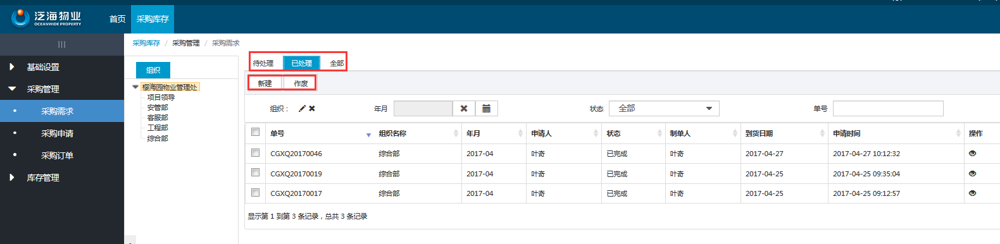 泛海物业
OCEANWIDE PROPERTY
首页 采购库存
采购库存 / 采购管理 / 采购需求
基础设置
采购管理
采购需求
采购申请
采购订单
库存管理
组织
樱海园物业管理处
项目领导
安管部
客服部
工程部
综合部
待处理 已处理 全部
新建 作废
组织： 年月 状态 全部 单号
单号 组织名称 年月 申请人 状态 制单人 到货日期 申请时间 操作
CGXQ20170046 综合部 2017-04 叶奇 已完成 叶奇 2017-04-27 2017-04-27 10:12:32
CGXQ20170019 综合部 2017-04 叶奇 已完成 叶奇 2017-04-25 2017-04-25 09:35:04
CGXQ20170017 综合部 2017-04 叶奇 已完成 叶奇 2017-04-25 2017-04-25 09:12:57
显示第 1 到第 3 条记录，总共 3 条记录